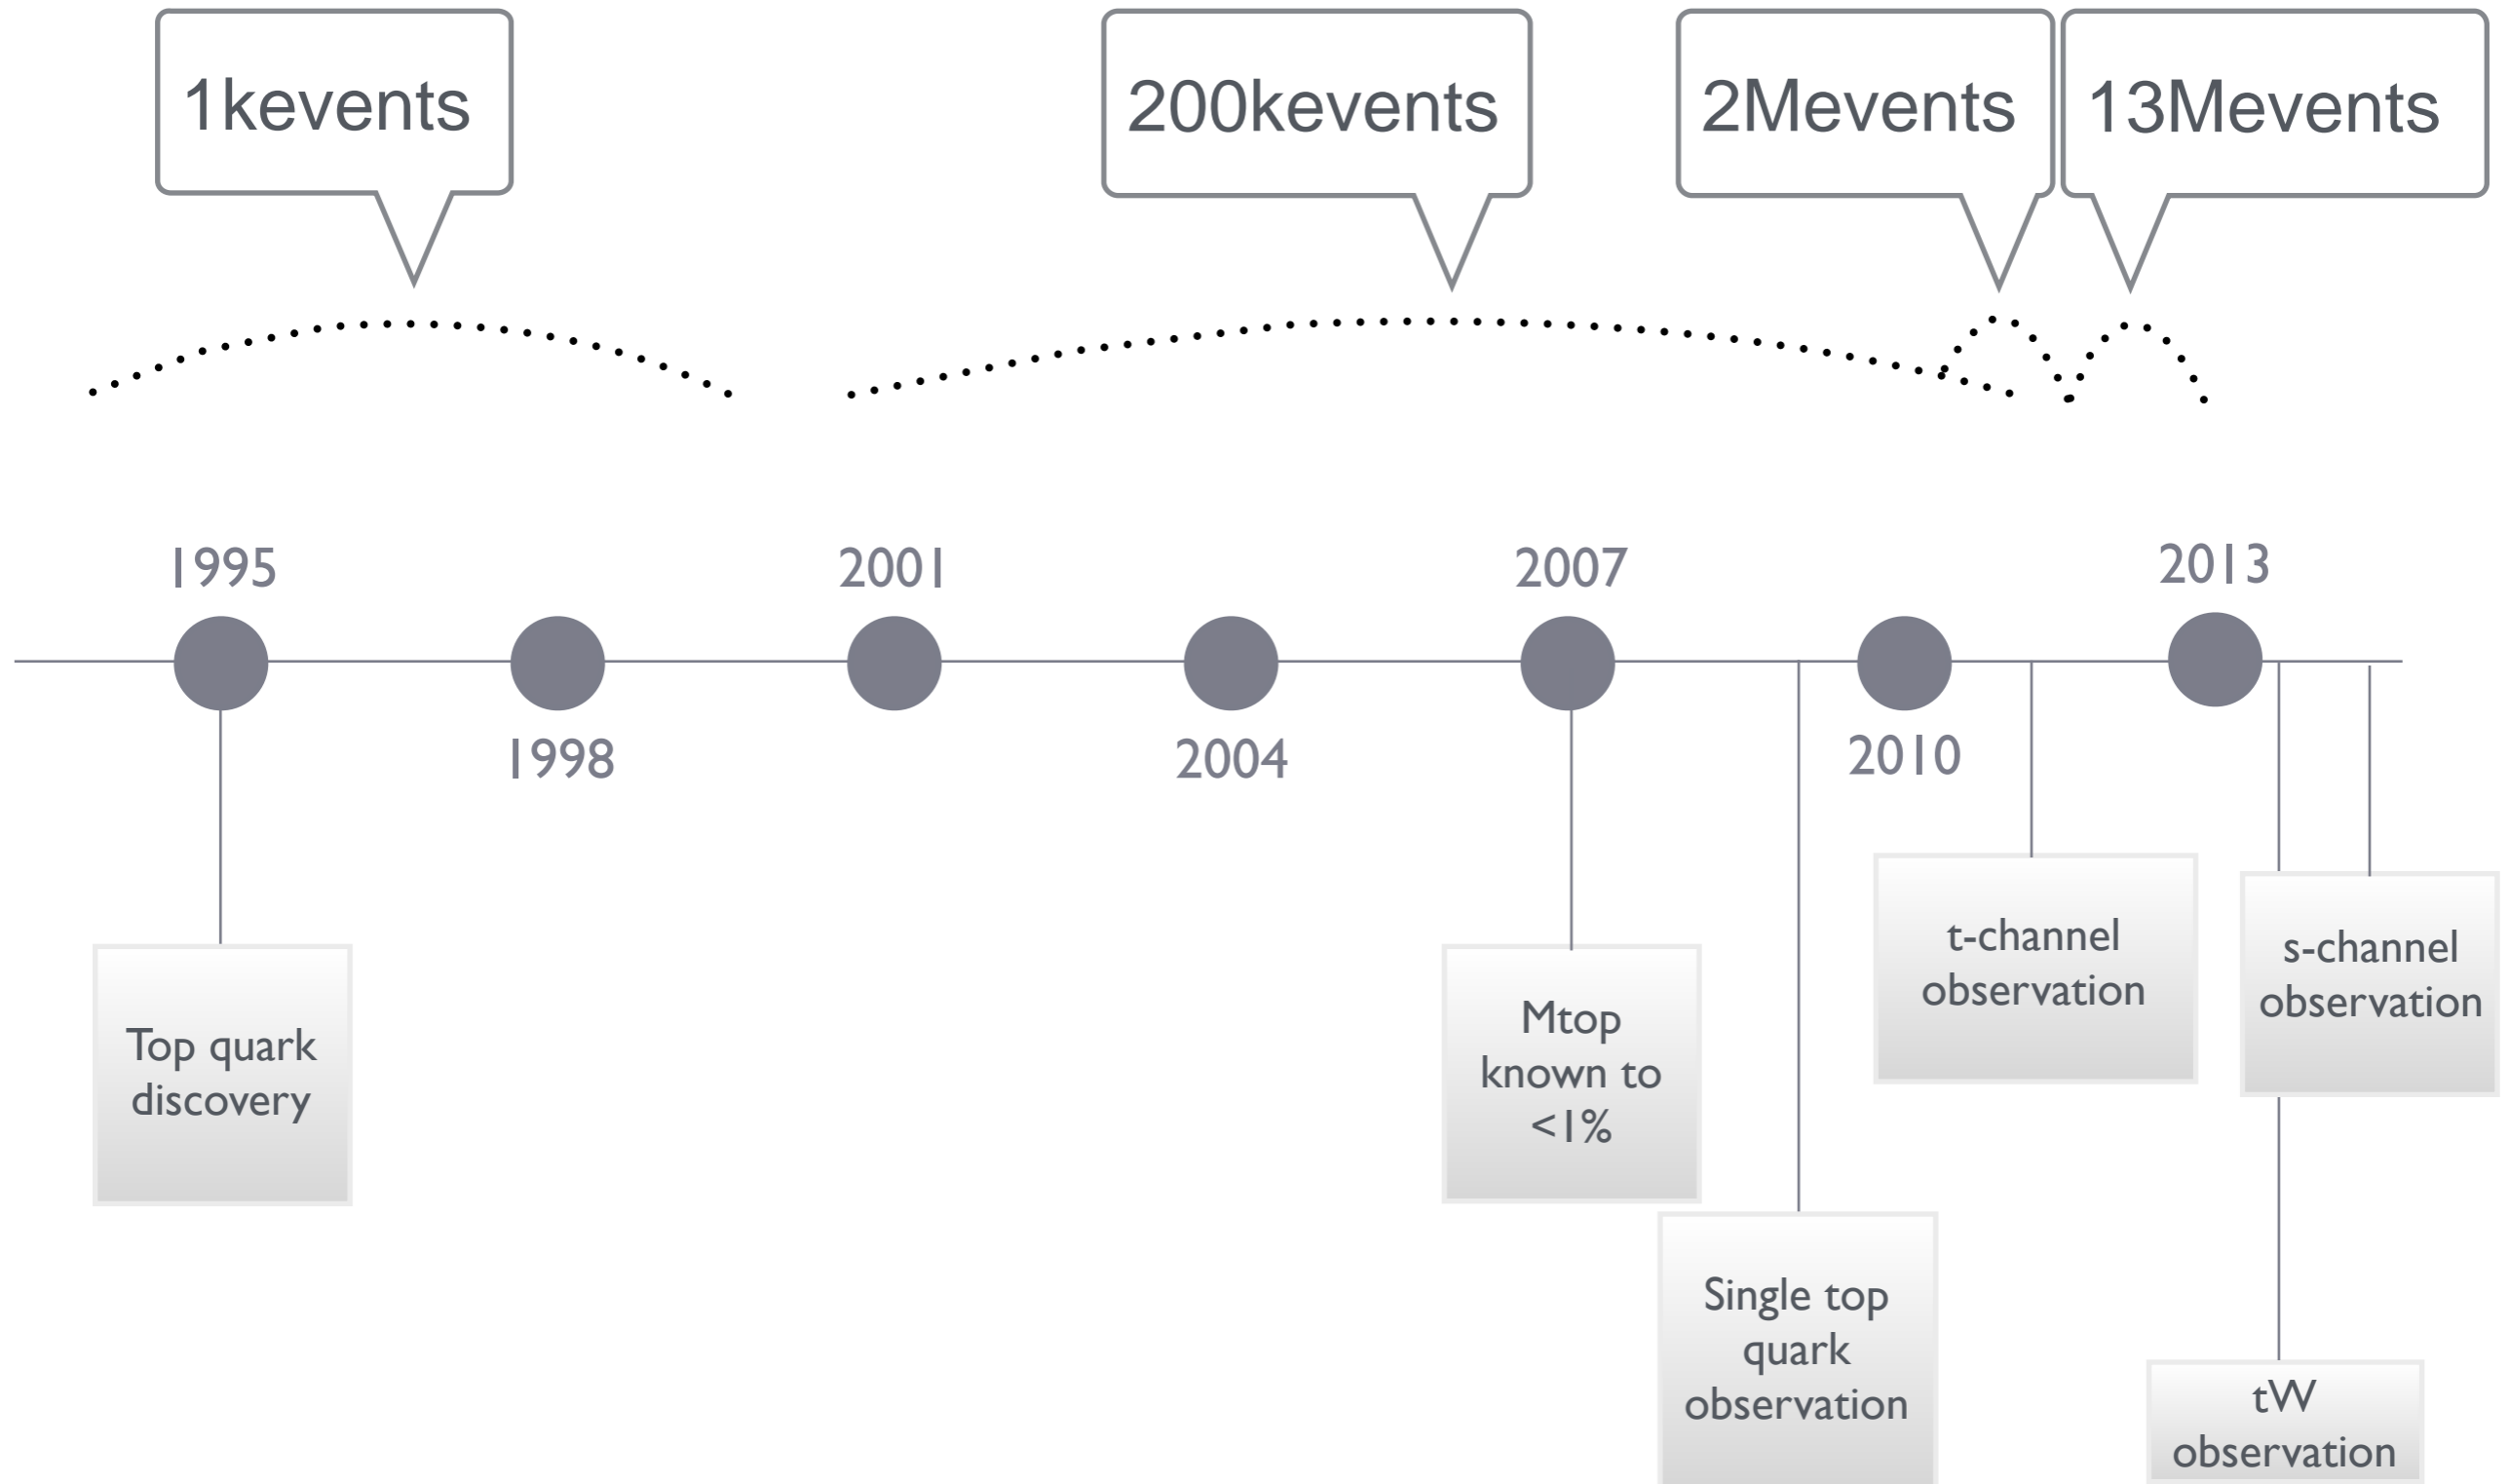 1kevents
200kevents
2Mevents
13Mevents
1995
2001
2007
2013
1998
2004
2010
Top quark
discovery
Mtop
known to
<1%
Single top
quark
observation
t-channel
observation
s-channel
observation
tW
observation